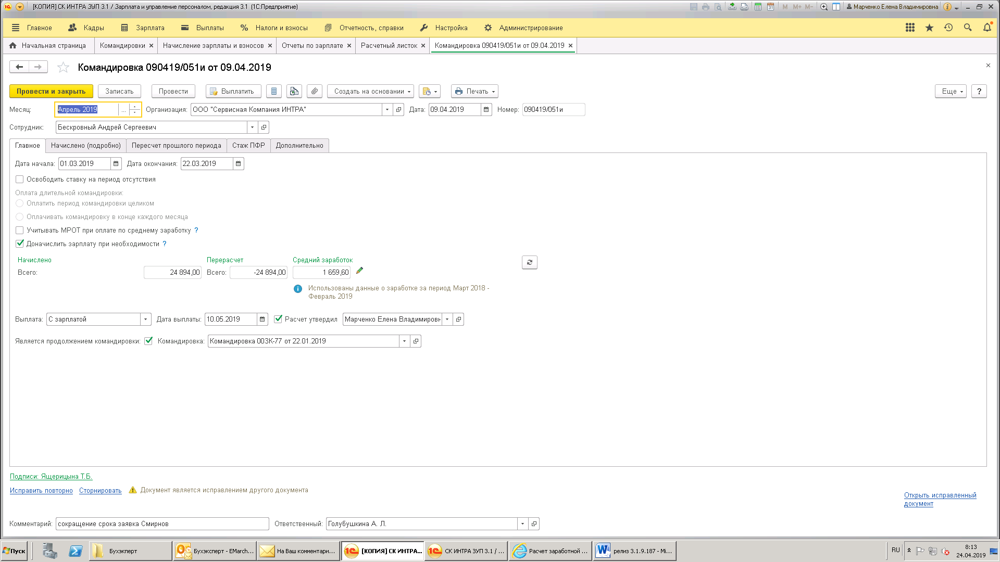 [КОПИЯ] СК ИНТРА ЗУП 3.1 / Зарплата и управление персоналом, редакция 3.1 (1С:Предприятие)
M M+ M- Марченко Елена Владимировна
Главное Кадры Зарплата Выплаты Налоги и взносы Отчетность, справки Настройка Администрирование
Начальная страница Командировки Начисление зарплаты и взносов Отчеты по зарплате Расчетный листок Командировка 090419/051и от 09.04.2019
Командировка 090419/051и от 09.04.2019
Провести и закрыть Записать Провести Выплатить Создать на основании Печать Еще ?
Месяц: Апрель 2019 ... Организация: ООО "Сервисная Компания ИНТРА" Дата: 09.04.2019 Номер: 090419/051и
Сотрудник: Бескровный Андрей Сергеевич
Главное Начислено (подробно) Пересчет прошлого периода Стаж ПФР Дополнительно
Дата начала: 01.03.2019 Дата окончания: 22.03.2019
Освободить ставку на период отсутствия
Оплата длительной командировки:
Оплатить период командировки целиком
Оплачивать командировку в конце каждого месяца
Учитывать МРОТ при оплате по среднему заработку ?
Доначислить зарплату при необходимости ?
Начислено Перерасчет Средний заработок
Всего: 24 894,00 Всего: -24 894,00 1 659,60
Использованы данные о заработке за период Март 2018 -
Февраль 2019
Выплата: С зарплатой Дата выплаты: 10.05.2019 Расчет утвердил Марченко Елена Владимировн
Является продолжением командировки: Командировка: Командировка 00ЗК-77 от 22.01.2019
Подписи: Ящерицына Т.Б.
Исправить повторно Сторнировать Документ является исправлением другого документа
Открыть исправленный
документ
Комментарий: сокращение срока заявка Смирнов Ответственный: Голубушкина А. Л.
Пуск Бухэкперт Бухэксперт - EMarch... На Ваш комментари... [КОПИЯ] СК ИНТРА... СК ИНТРА ЗУП 3.1 / ... Расчет заработной ... релиз 3.1.9.187 - Mi... RU 8:13
24.04.2019